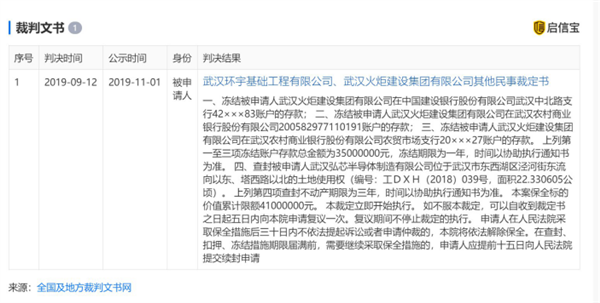 裁判文书 1
启信宝
序号 判决时间 公示时间 身份 判决结果
1 2019-09-12 2019-11-01 被申请人 武汉环宇基础工程有限公司、武汉火炬建设集团有限公司其他民事裁定书
一、冻结被申请人武汉火炬建设集团有限公司在中国建设银行股份有限公司武汉中北路支
行42×××83账户的存款; 二、冻结被申请人武汉火炬建设集团有限公司在武汉农村商业
银行股份有限公司200582977110191账户的存款; 三、冻结被申请人武汉火炬建设集团有
限公司在武汉农村商业银行股份有限公司农贸市场支行20×××27账户的存款。 上列第
一至三项冻结账户存款总金额为35000000元,冻结期限为一年,时间以协助执行通知书
为准。 四、查封被申请人武汉弘芯半导体制造有限公司位于武汉市东西湖区泾河街东流
向以东、塔西路以北的土地使用权(编号:工DXH(2018)039号,面积22.330605公
顷)。 上列第四项查封不动产期限为三年,时间以协助执行通知书为准。 本案保全标的
价值累计限额41000000元。 本裁定立即开始执行。 如不服本裁定,可以自收到裁定书
之日起五日内向本院申请复议一次。复议期间不停止裁定的执行。 申请人在人民法院采
取保全措施后三十日内不依法提起诉讼或者申请仲裁的,本院将依法解除保全。在查封、
扣押、冻结措施期限届满前,需要继续采取保全措施的,申请人应提前十五日向人民法院
提交续封申请
来源:全国及地方裁判文书网